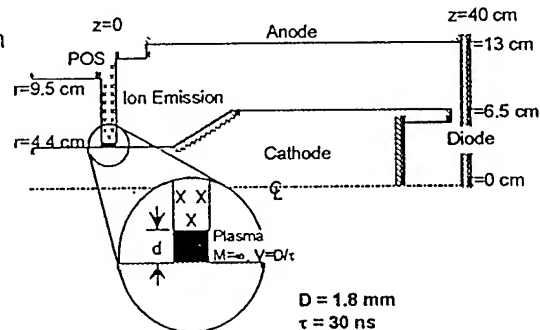 m
z=0
z=40 cm
Anode
=13 cm
POS
r=9.5 cm
Ion Emission
=6.5 cm
r=4.4 cm
Cathode
Diode
=0 cm
X X
X
d
Plasma
M=∞, V=D/τ
D = 1.8 mm
τ = 30 ns